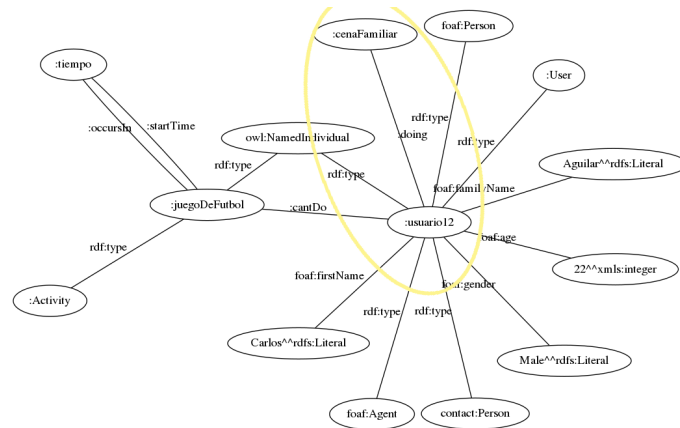 foaf:Person
:cenaFamiliar
:tiempo
:User
rdf:type
:startTime
:occursIn
:doing
owl:NamedIndividual
rdf:type
rdf:type
Aguilar^^rdfs:Literal
rdf:type
foaf:familyName
:juegoDeFutbol
:cantDo
:usuario12
foaf:age
rdf:type
22^^xmls:integer
foaf:firstName
foaf:gender
:Activity
rdf:type
rdf:type
Carlos^^rdfs:Literal
Male^^rdfs:Literal
foaf:Agent
contact:Person